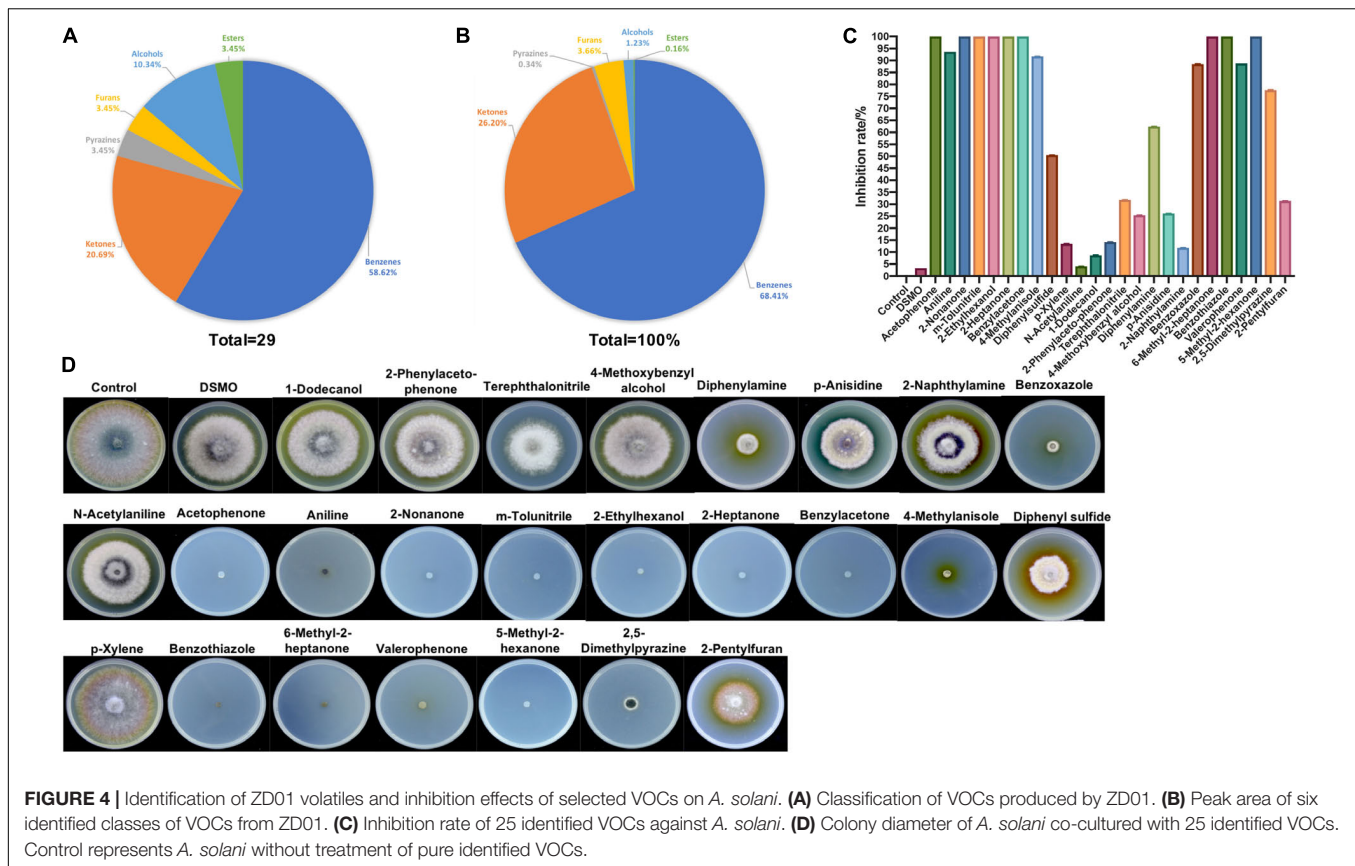 A
Esters
3.45%
Alcohols
10.34%
Furans
3.45%
Pyrazines
3.45%
Ketones
20.69%
Benzenes
58.62%
Total=29
B
Pyrazines
0.34%
Furans
3.66%
Alcohols
1.23%
Esters
0.16%
Ketones
26.20%
Benzenes
68.41%
Total=100%
C
Inhibition rate/%
100
95
90
85
80
75
70
65
60
55
50
45
40
35
30
25
20
15
10
5
0
Control
DSMO
Acetophenone
Aniline
2-Nonanone
m-Tolunitrile
2-Ethylhexanol
2-Heptanone
Benzylacetone
4-Methylanisole
Diphenylsulfide
p-Xylene
N-Acetylaniline
1-Dodecanol
2-Phenylaceto-phenone
Terephthalonitrile
4-Methoxybenzyl alcohol
Diphenylamine
p-Anisidine
2-Naphthylamine
Benzoxazole
6-Methyl-2-heptanone
Benzothiazole
Valerophenone
5-Methyl-2-hexanone
2,5-Dimethylpyrazine
2-Pentylfuran
D
Control
DSMO
1-Dodecanol
2-Phenylaceto-
phenone
Terephthalonitrile
4-Methoxybenzyl
alcohol
Diphenylamine
p-Anisidine
2-Naphthylamine
Benzoxazole
N-Acetylaniline
Acetophenone
Aniline
2-Nonanone
m-Tolunitrile
2-Ethylhexanol
2-Heptanone
Benzylacetone
4-Methylanisole
Diphenyl sulfide
p-Xylene
Benzothiazole
6-Methyl-2-
heptanone
Valerophenone
5-Methyl-2-
hexanone
2,5-
Dimethylpyrazine
2-Pentylfuran
FIGURE 4 | Identification of ZD01 volatiles and inhibition effects of selected VOCs on A. solani. (A) Classification of VOCs produced by ZD01. (B) Peak area of six
identified classes of VOCs from ZD01. (C) Inhibition rate of 25 identified VOCs against A. solani. (D) Colony diameter of A. solani co-cultured with 25 identified VOCs.
Control represents A. solani without treatment of pure identified VOCs.